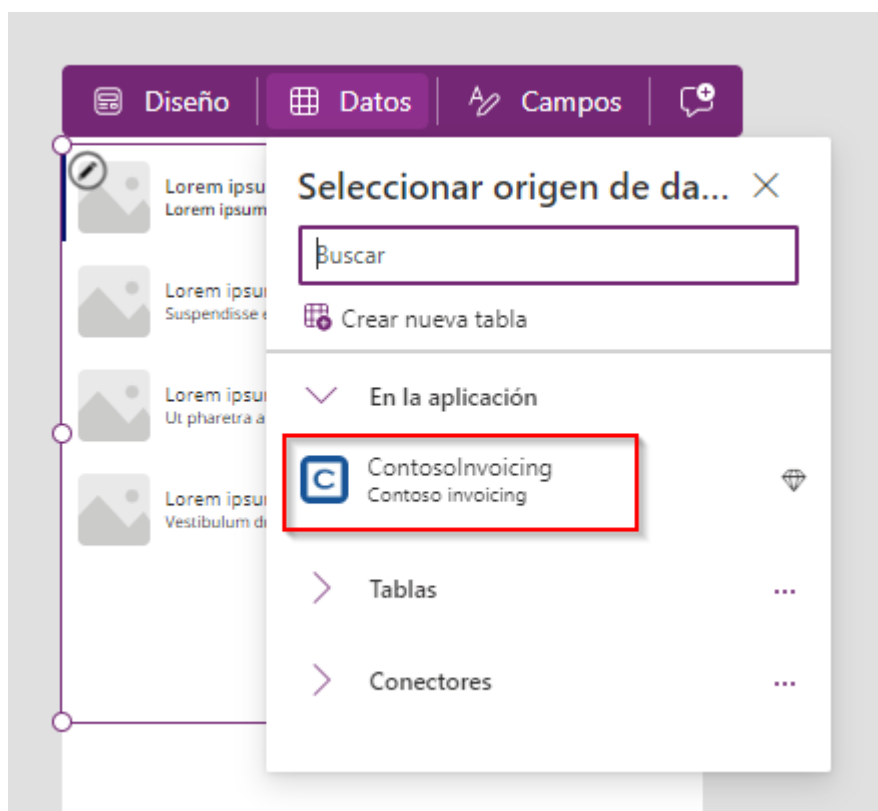 Diseño
Datos
Campos
Lorem ipsu
Lorem ipsum
Lorem ipsu
Suspendisse e
Lorem ipsu
Ut pharetra a
Lorem ipsu
Vestibulum d
Seleccionar origen de da...
Buscar
Crear nueva tabla
En la aplicación
C
ContosoInvoicing
Contoso invoicing
Tablas
Conectores